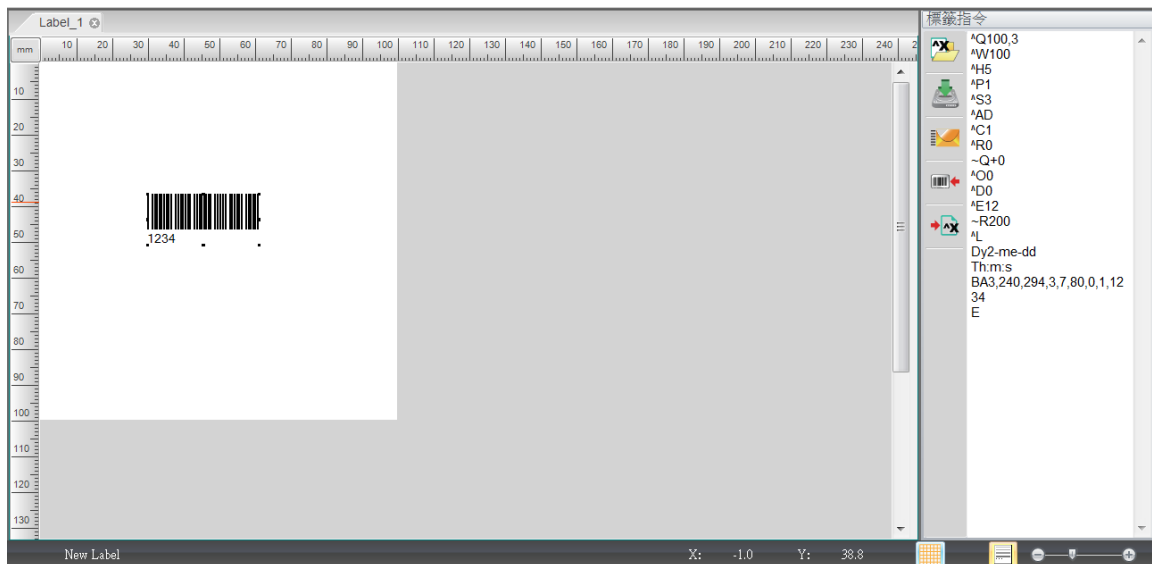 Label_1
標籤指令
mm 10 20 30 40 50 60 70 80 90 100 110 120 130 140 150 160 170 180 190 200 210 220 230 240 2
10
20
30
40
50
60
70
80
90
100
110
120
130
1234
^Q100,3
^W100
^H5
^P1
^S3
^AD
^C1
^R0
~Q+0
^O0
^D0
^E12
~R200
^L
Dy2-me-dd
Th:m:s
BA3,240,294,3,7,80,0,1,12
34
E
New Label
X: -1.0 Y: 38.8